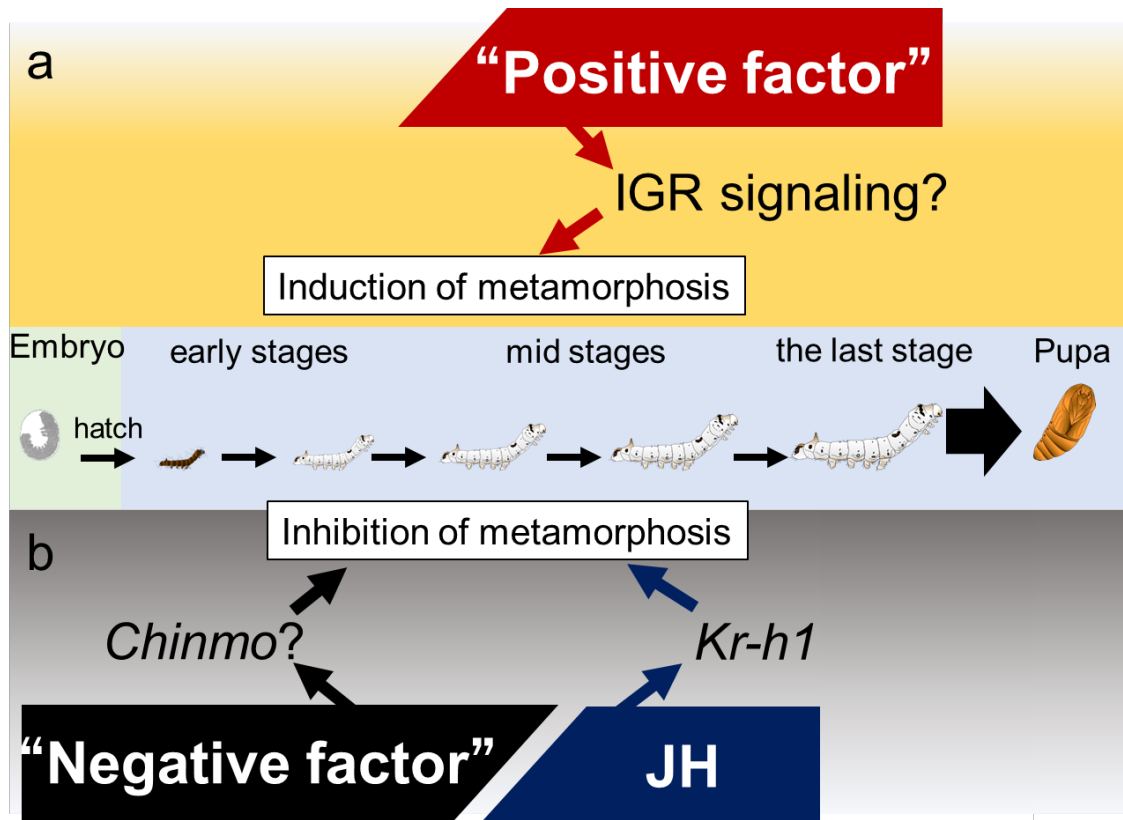 a
“Positive factor”
IGR signaling?
Induction of metamorphosis
Embryo
early stages
mid stages
the last stage
Pupa
hatch
Inhibition of metamorphosis
b
Chinmo?
Kr-h1
“Negative factor”
JH